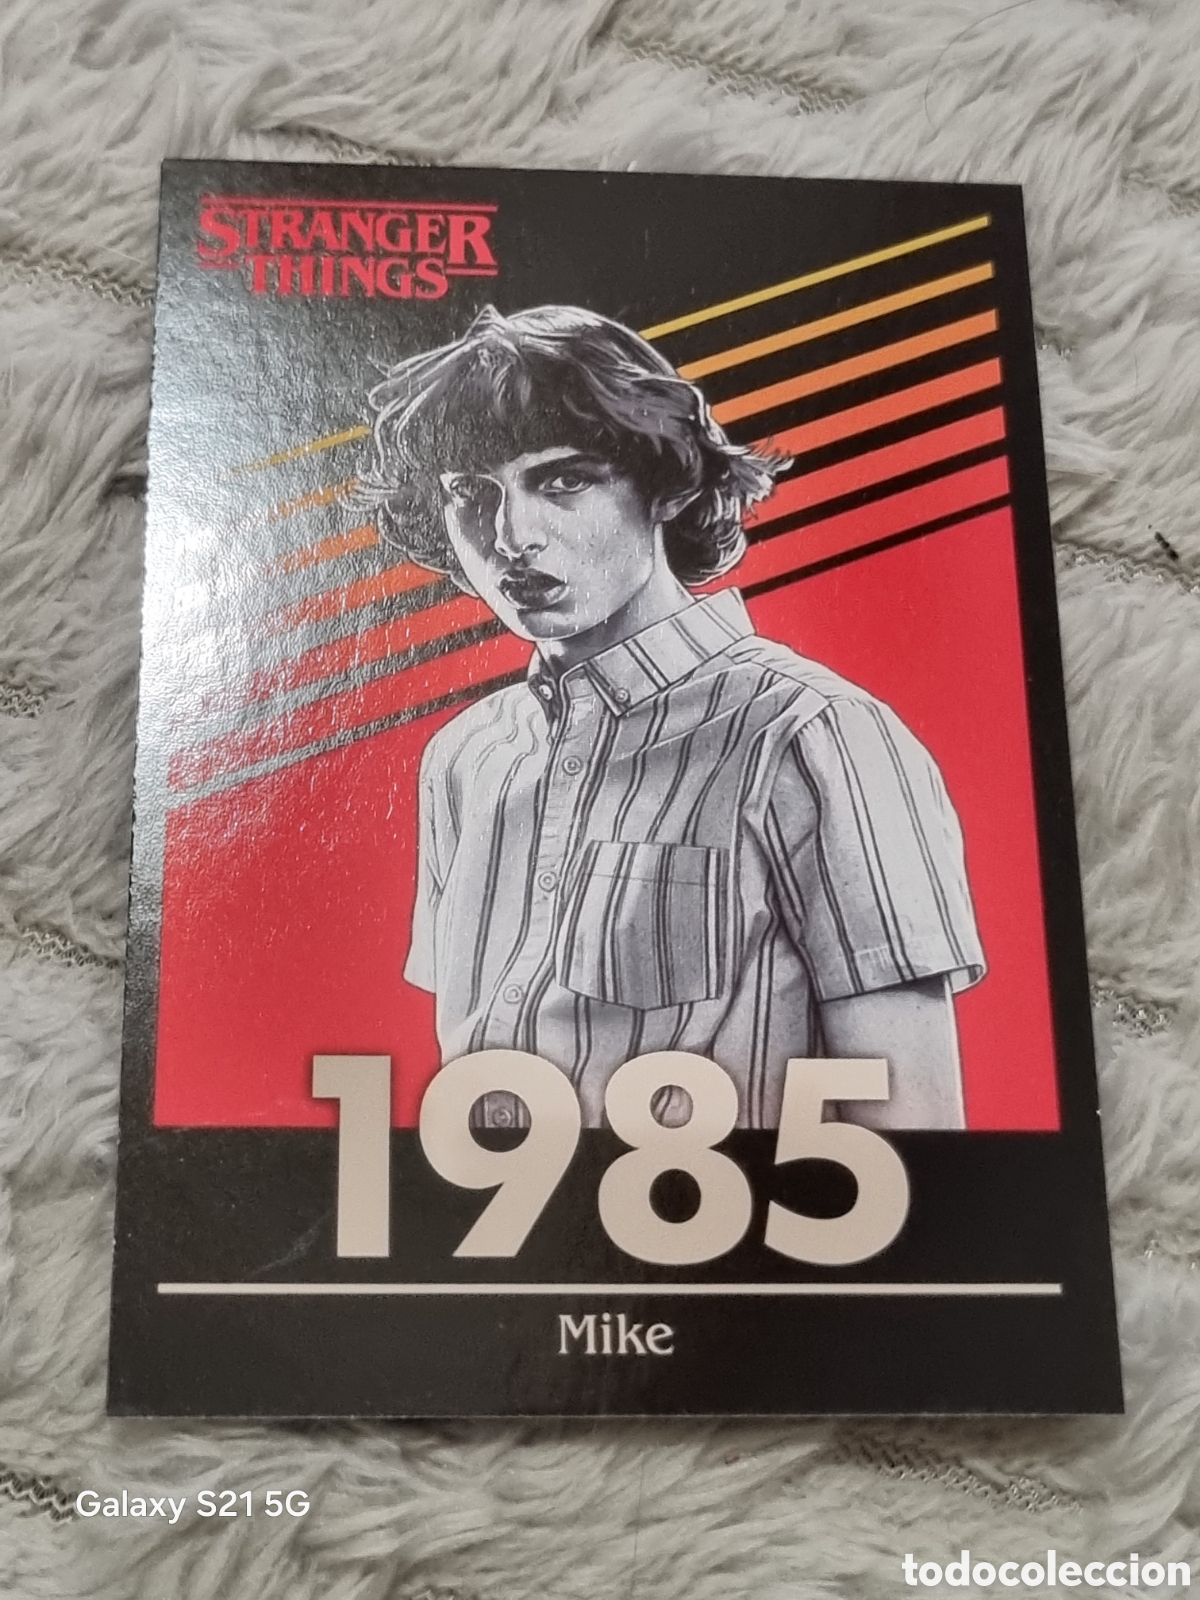 STRANGER
THINGS
1985
Mike
Galaxy S21 5G
todocoleccion